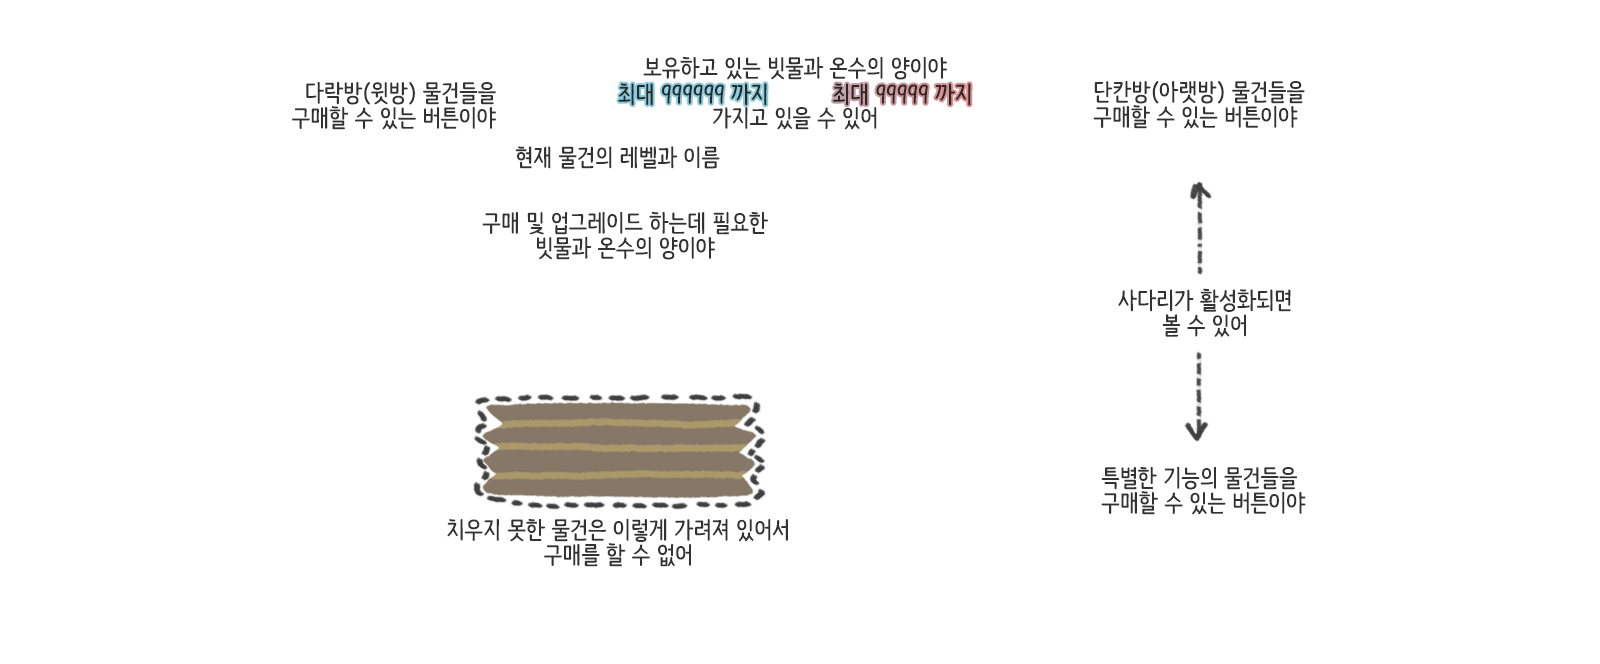 다락방(윗방) 물건들을
구매할 수 있는 버튼이야
보유하고 있는 빗물과 온수의 양이야
최대 999999 까지 최대 99999 까지
가지고 있을 수 있어
단칸방(아랫방) 물건들을
구매할 수 있는 버튼이야
현재 물건의 레벨과 이름
구매 및 업그레이드 하는데 필요한
빗물과 온수의 양이야
사다리가 활성화되면
볼 수 있어
특별한 기능의 물건들을
구매할 수 있는 버튼이야
치우지 못한 물건은 이렇게 가려져 있어서
구매를 할 수 없어